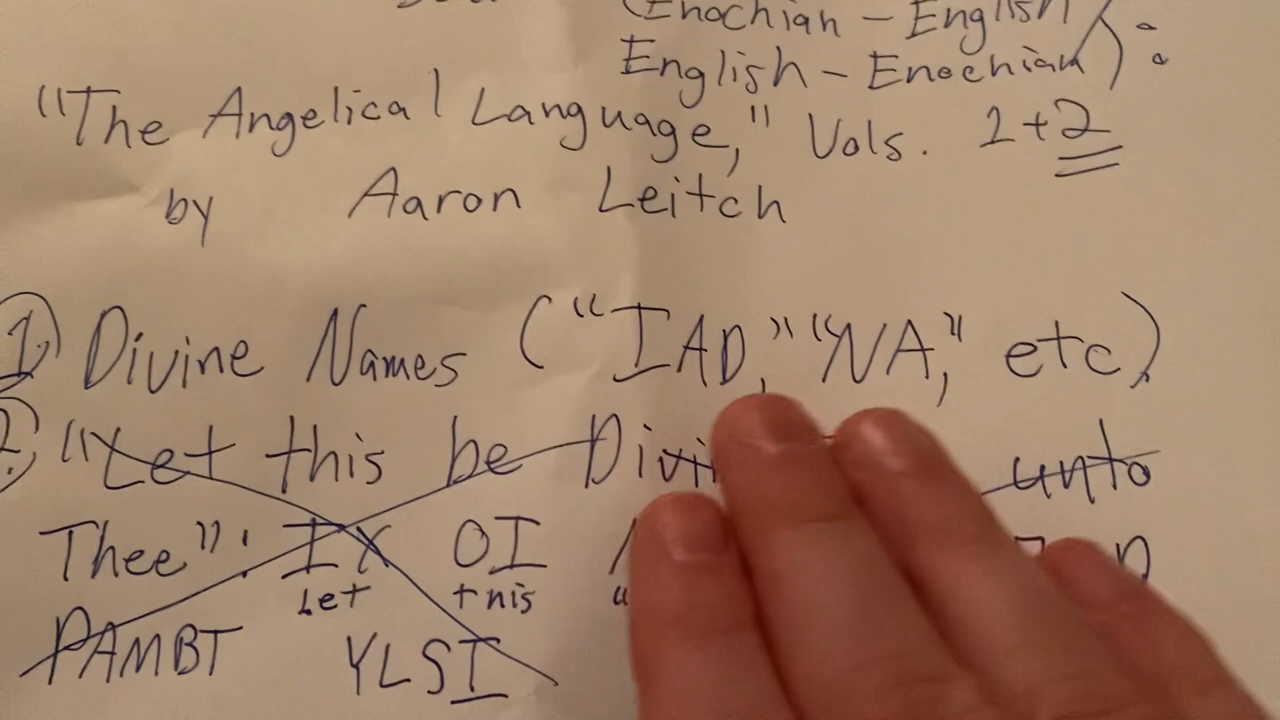 (Enochian - English
English - Enochian):
"The Angelical Language," Vols. 1+2
by Aaron Leitch
1.) Divine Names ("IAD," "NA," etc.)
2.) "Let this be unto
Thee": IX OI
Let this
PAMBT YLSI